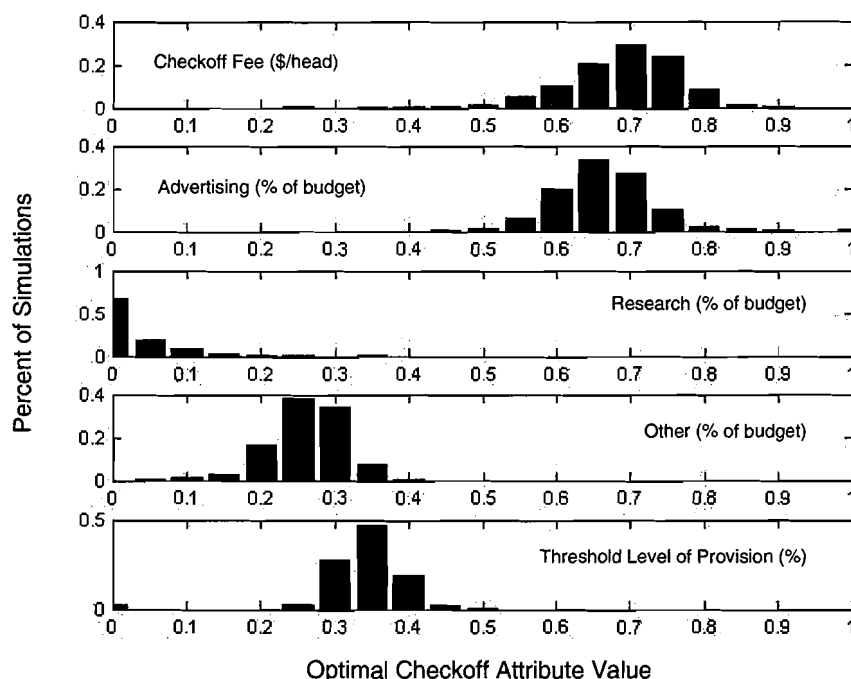 0.4
Checkoff Fee ($/head)
0.2
0
0 0.1 0.2 0.3 0.4 0.5 0.6 0.7 0.8 0.9 1
0.4
Advertising (% of budget)
0.2
0
0 0.1 0.2 0.3 0.4 0.5 0.6 0.7 0.8 0.9 1
1
Research (% of budget)
0.5
0
0 0.1 0.2 0.3 0.4 0.5 0.6 0.7 0.8 0.9 1
0.4
Other (% of budget)
0.2
0
0 0.1 0.2 0.3 0.4 0.5 0.6 0.7 0.8 0.9 1
0.5
Threshold Level of Provision (%)
0
0 0.1 0.2 0.3 0.4 0.5 0.6 0.7 0.8 0.9 1
Percent of Simulations
Optimal Checkoff Attribute Value